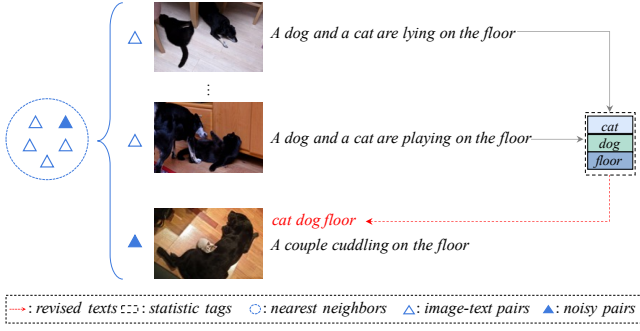 A dog and a cat are lying on the floor
⋮
A dog and a cat are playing on the floor
cat
dog
floor
cat dog floor
A couple cuddling on the floor
: revised texts : statistic tags : nearest neighbors : image-text pairs : noisy pairs